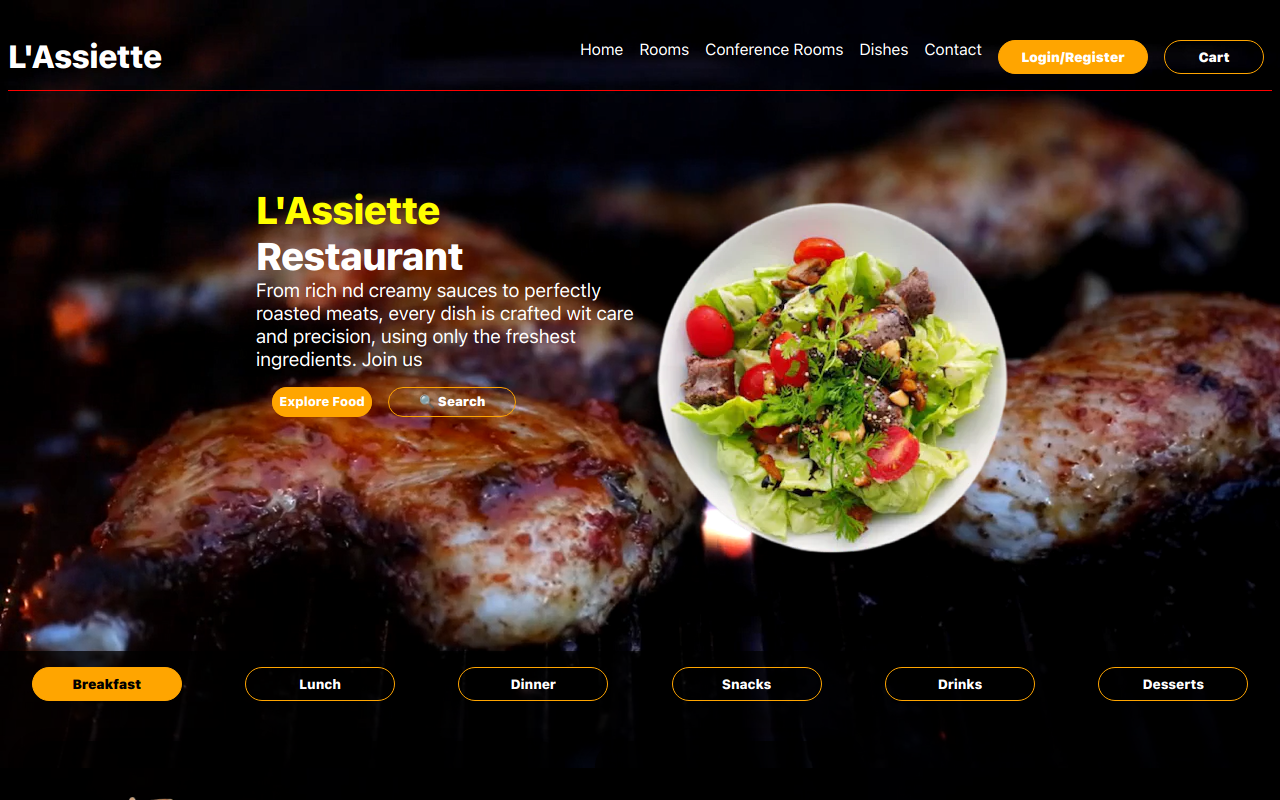 L'Assiette
Home
Rooms
Conference Rooms
Dishes
Contact
Login/Register
Cart
L'Assiette
Restaurant
From rich nd creamy sauces to perfectly
roasted meats, every dish is crafted wit care
and precision, using only the freshest
ingredients. Join us
Explore Food
🔍 Search
Breakfast
Lunch
Dinner
Snacks
Drinks
Desserts